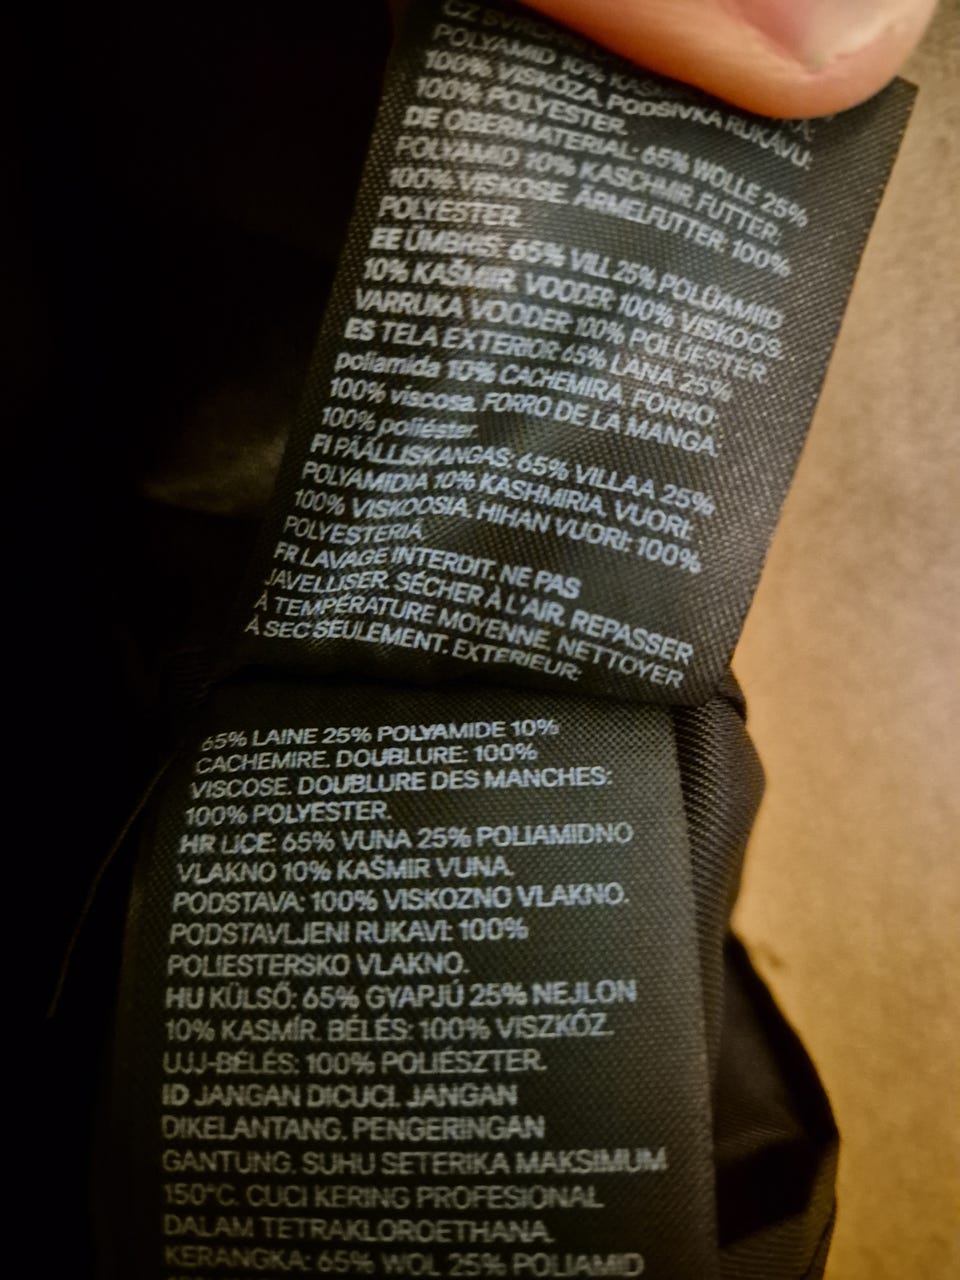 CZ
POLYAMID 10%
100% VISKÓZA. PODŠÍVKA RUKÁVU:
100% POLYESTER.
DE OBERMATERIAL: 65% WOLLE 25%
POLYAMID 10% KASCHMIR. FUTTER:
100% VISKOSE. ÄRMELFUTTER: 100%
POLYESTER.
EE ÜMBRIS: 65% VILL 25% POLÜAMIID
10% KAŠMIIR. VOODER 100% VISKOOS.
VARRUKA VOODER 100% POLÜESTER.
ES TELA EXTERIOR 65% LANA 25%
poliamida 10% CACHEMIRA. FORRO:
100% viscosa. FORRO DE LA MANGA:
100% poliéster.
FI PÄÄLLISKANGAS: 65% VILLAA 25%
POLYAMIDIA 10% KASHMIRIA. VUORI:
100% VISKOOSIA. HIHAN VUORI: 100%
POLYESTERIÄ.
FR LAVAGE INTERDIT. NE PAS
JAVELLISER. SÉCHER À L'AIR. REPASSER
À TEMPÉRATURE MOYENNE. NETTOYER
À SEC SEULEMENT. EXTERIEUR:
65% LAINE 25% POLYAMIDE 10%
CACHEMIRE. DOUBLURE: 100%
VISCOSE. DOUBLURE DES MANCHES:
100% POLYESTER.
HR LICE: 65% VUNA 25% POLIAMIDNO
VLAKNO 10% KAŠMIR VUNA.
PODSTAVA: 100% VISKOZNO VLAKNO.
PODSTAVLJENI RUKAVI: 100%
POLIESTERSKO VLAKNO.
HU KÜLSŐ: 65% GYAPJÚ 25% NEJLON
10% KASMÍR. BÉLÉS: 100% VISZKÓZ.
UJJ-BÉLÉS: 100% POLIÉSZTER.
ID JANGAN DICUCI. JANGAN
DIKELANTANG. PENGERINGAN
GANTUNG. SUHU SETERIKA MAKSIMUM
150°C. CUCI KERING PROFESIONAL
DALAM TETRAKLOROETHANA.
KERANGKA: 65% WOL 25% POLIAMID